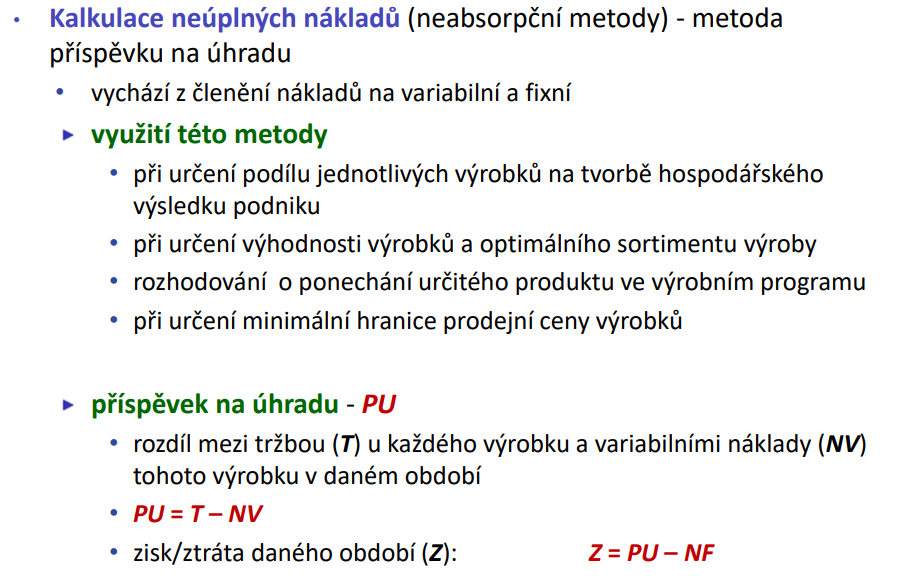 • Kalkulace neúplných nákladů (neabsorpční metody) - metoda
příspěvku na úhradu
• vychází z členění nákladů na variabilní a fixní
► využití této metody
• při určení podílu jednotlivých výrobků na tvorbě hospodářského
výsledku podniku
• při určení výhodnosti výrobků a optimálního sortimentu výroby
• rozhodování o ponechání určitého produktu ve výrobním programu
• při určení minimální hranice prodejní ceny výrobků
► příspěvek na úhradu - PU
• rozdíl mezi tržbou (T) u každého výrobku a variabilními náklady (NV)
tohoto výrobku v daném období
• PU = T – NV
• zisk/ztráta daného období (Z): Z = PU – NF